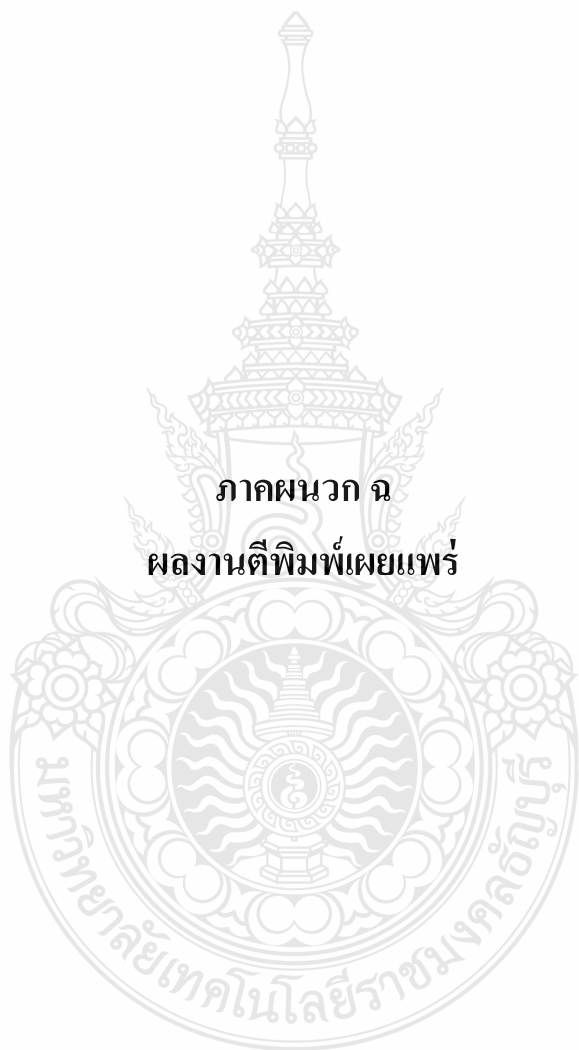 ภาคผนวก ฉ
ผลงานตีพิมพ์เผยแพร่
มหาวิทยาลัยเทคโนโลยีราชมงคลธัญบุรี